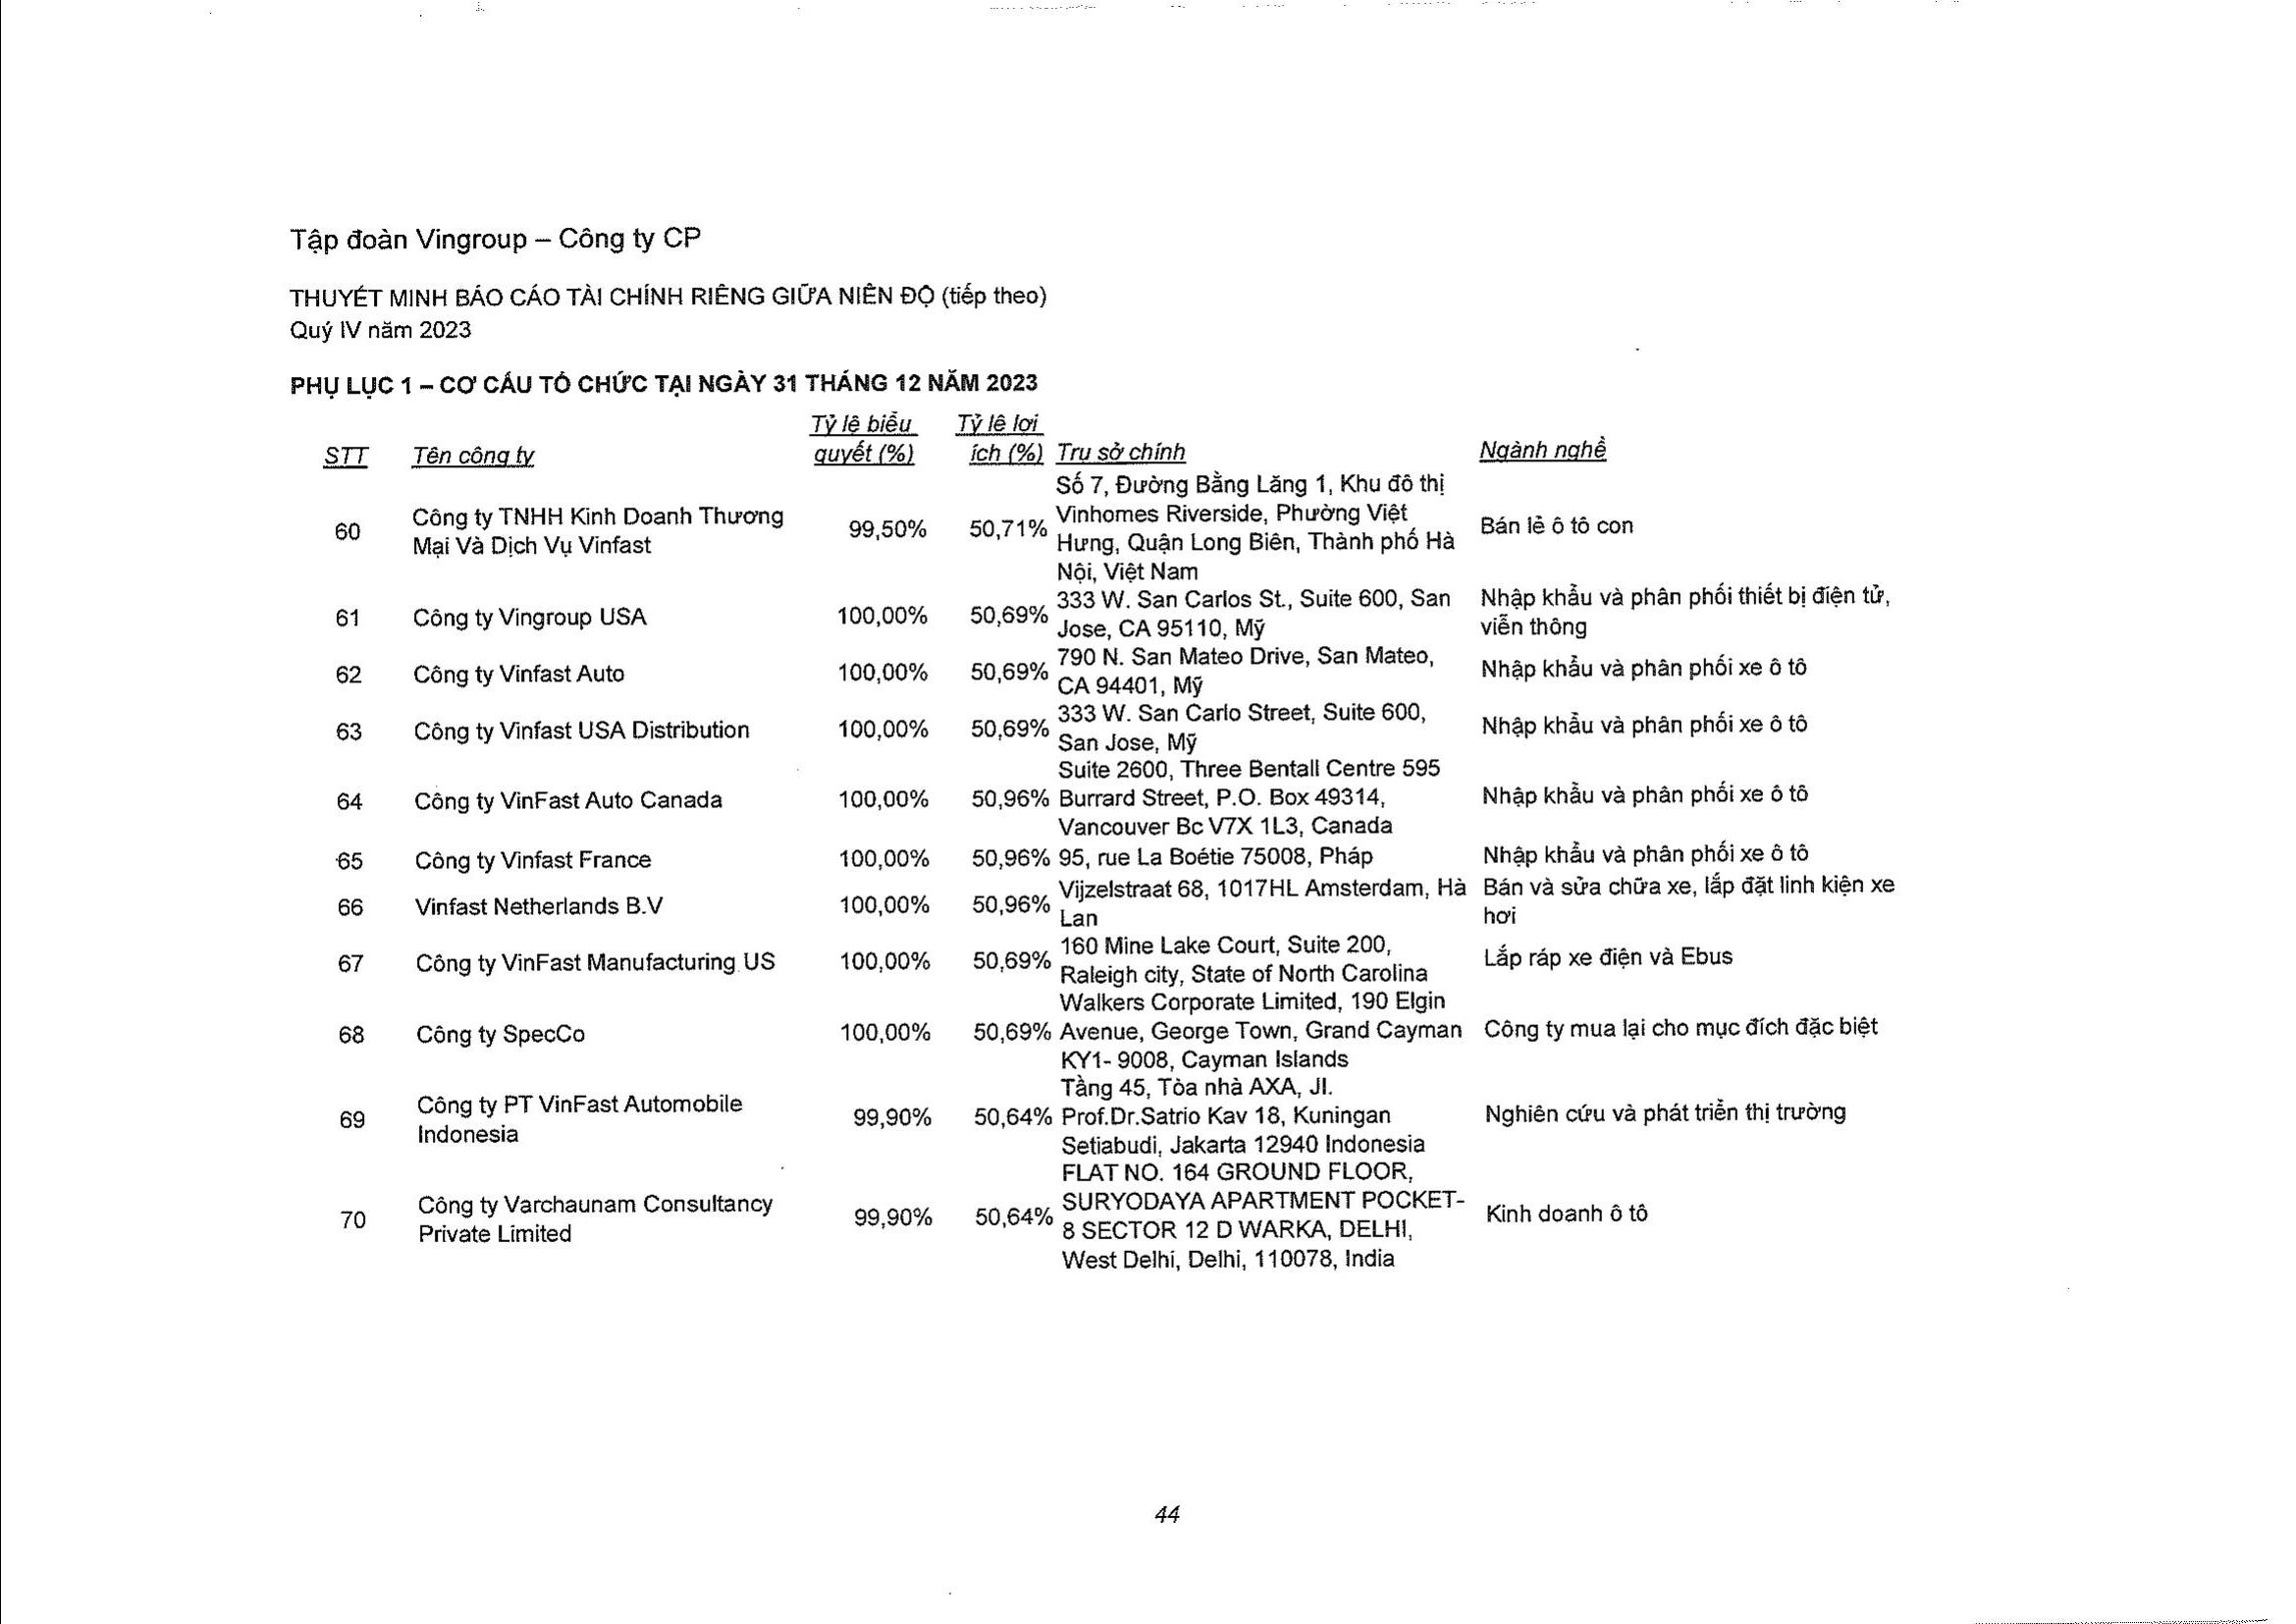 Tập đoàn Vingroup – Công ty CP
THUYẾT MINH BÁO CÁO TÀI CHÍNH RIÊNG GIỮA NIÊN ĐỘ (tiếp theo)
Quý IV năm 2023
PHỤ LỤC 1 – CƠ CẤU TỔ CHỨC TẠI NGÀY 31 THÁNG 12 NĂM 2023
STT Tên công ty Tỷ lệ biểu quyết (%) Tỷ lệ lợi ích (%) Trụ sở chính Ngành nghề
60 Công ty TNHH Kinh Doanh Thương Mại Và Dịch Vụ Vinfast 99,50% 50,71% Số 7, Đường Bằng Lăng 1, Khu đô thị Vinhomes Riverside, Phường Việt Hưng, Quận Long Biên, Thành phố Hà Nội, Việt Nam Bán lẻ ô tô con
61 Công ty Vingroup USA 100,00% 50,69% 333 W. San Carlos St., Suite 600, San Jose, CA 95110, Mỹ Nhập khẩu và phân phối thiết bị điện tử, viễn thông
62 Công ty Vinfast Auto 100,00% 50,69% 790 N. San Mateo Drive, San Mateo, CA 94401, Mỹ Nhập khẩu và phân phối xe ô tô
63 Công ty Vinfast USA Distribution 100,00% 50,69% 333 W. San Carlo Street, Suite 600, San Jose, Mỹ Nhập khẩu và phân phối xe ô tô
64 Công ty VinFast Auto Canada 100,00% 50,96% Suite 2600, Three Bentall Centre 595 Burrard Street, P.O. Box 49314, Vancouver Bc V7X 1L3, Canada Nhập khẩu và phân phối xe ô tô
65 Công ty Vinfast France 100,00% 50,96% 95, rue La Boétie 75008, Pháp Nhập khẩu và phân phối xe ô tô
66 Vinfast Netherlands B.V 100,00% 50,96% Vijzelstraat 68, 1017HL Amsterdam, Hà Lan Bán và sửa chữa xe, lắp đặt linh kiện xe hơi
67 Công ty VinFast Manufacturing US 100,00% 50,69% 160 Mine Lake Court, Suite 200, Raleigh city, State of North Carolina Lắp ráp xe điện và Ebus
68 Công ty SpecCo 100,00% 50,69% Walkers Corporate Limited, 190 Elgin Avenue, George Town, Grand Cayman KY1- 9008, Cayman Islands Công ty mua lại cho mục đích đặc biệt
69 Công ty PT VinFast Automobile Indonesia 99,90% 50,64% Tầng 45, Tòa nhà AXA, Jl. Prof.Dr.Satrio Kav 18, Kuningan Setiabudi, Jakarta 12940 Indonesia Nghiên cứu và phát triển thị trường
70 Công ty Varchaunam Consultancy Private Limited 99,90% 50,64% FLAT NO. 164 GROUND FLOOR, SURYODAYA APARTMENT POCKET-8 SECTOR 12 D WARKA, DELHI, West Delhi, Delhi, 110078, India Kinh doanh ô tô
44